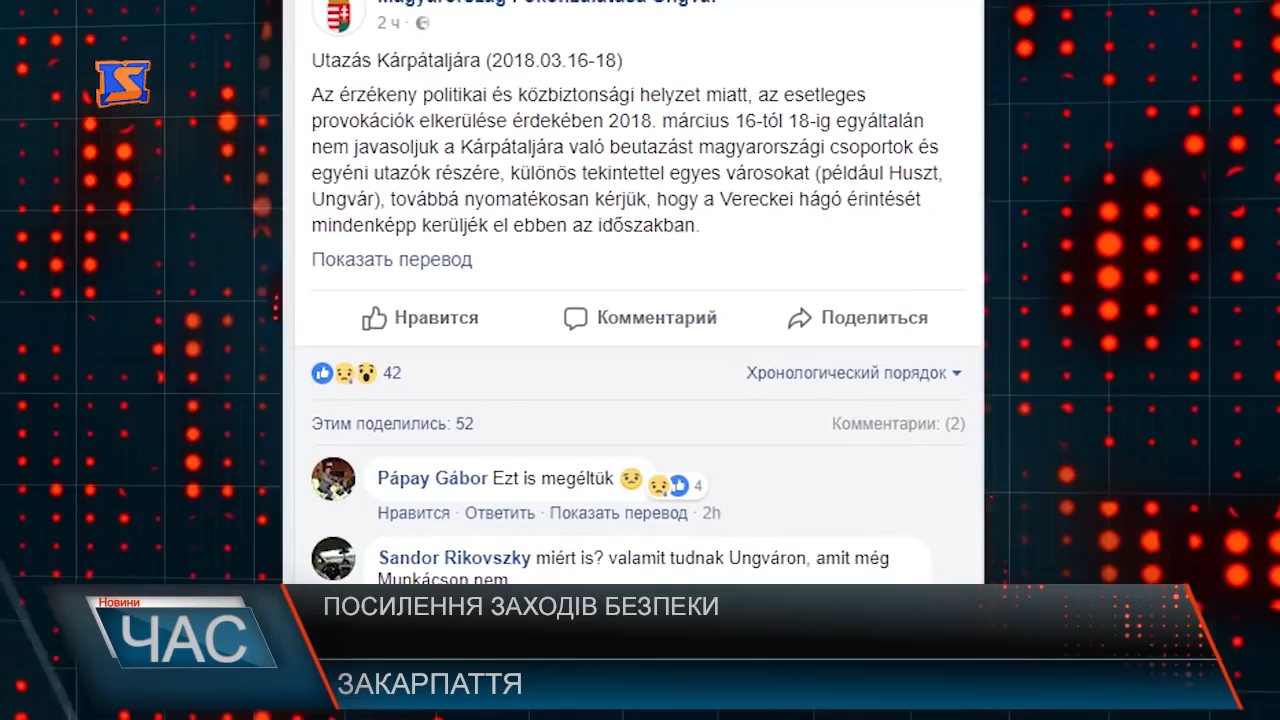 Magyarország Főkonzulátusa Ungvár
2 ч ·
Utazás Kárpátaljára (2018.03.16-18)
Az érzékeny politikai és közbiztonsági helyzet miatt, az esetleges
provokációk elkerülése érdekében 2018. március 16-tól 18-ig egyáltalán
nem javasoljuk a Kárpátaljára való beutazást magyarországi csoportok és
egyéni utazók részére, különös tekintettel egyes városokat (például Huszt,
Ungvár), továbbá nyomatékosan kérjük, hogy a Vereckei hágó érintését
mindenképp kerüljék el ebben az időszakban.
Показать перевод
Нравится Комментарий Поделиться
42 Хронологический порядок
Этим поделились: 52 Комментарии: (2)
Pápay Gábor Ezt is megéltük 4
Нравится · Ответить · Показать перевод · 2h
Sandor Rikovszky miért is? valamit tudnak Ungváron, amit még
Munkácson nem
Новини
ЧАС
ПОСИЛЕННЯ ЗАХОДІВ БЕЗПЕКИ
ЗАКАРПАТТЯ